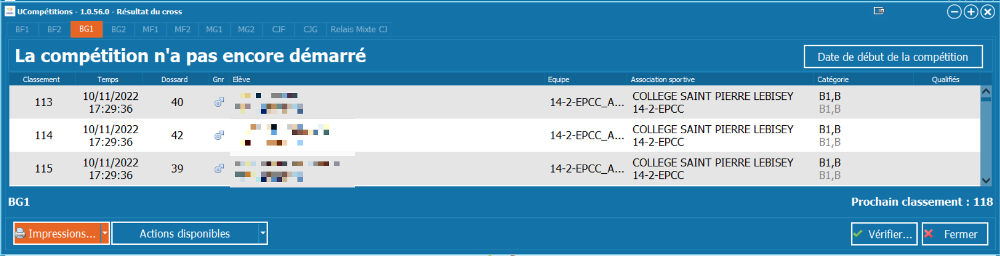 UCompétitions - 1.0.56.0 - Résultat du cross
BF1 BF2 BG1 BG2 MF1 MF2 MG1 MG2 CJF CJG Relais Mixte CJ
La compétition n'a pas encore démarré
Date de début de la compétition
Classement Temps Dossard Gnr Elève Equipe Association sportive Catégorie Qualifiés
113 10/11/2022 17:29:36 40 14-2-EPCC_A... COLLEGE SAINT PIERRE LEBISEY 14-2-EPCC B1,B B1,B
114 10/11/2022 17:29:36 42 14-2-EPCC_A... COLLEGE SAINT PIERRE LEBISEY 14-2-EPCC B1,B B1,B
115 10/11/2022 17:29:36 39 14-2-EPCC_A... COLLEGE SAINT PIERRE LEBISEY 14-2-EPCC B1,B B1,B
BG1 Prochain classement : 118
Impressions... Actions disponibles Vérifier... Fermer